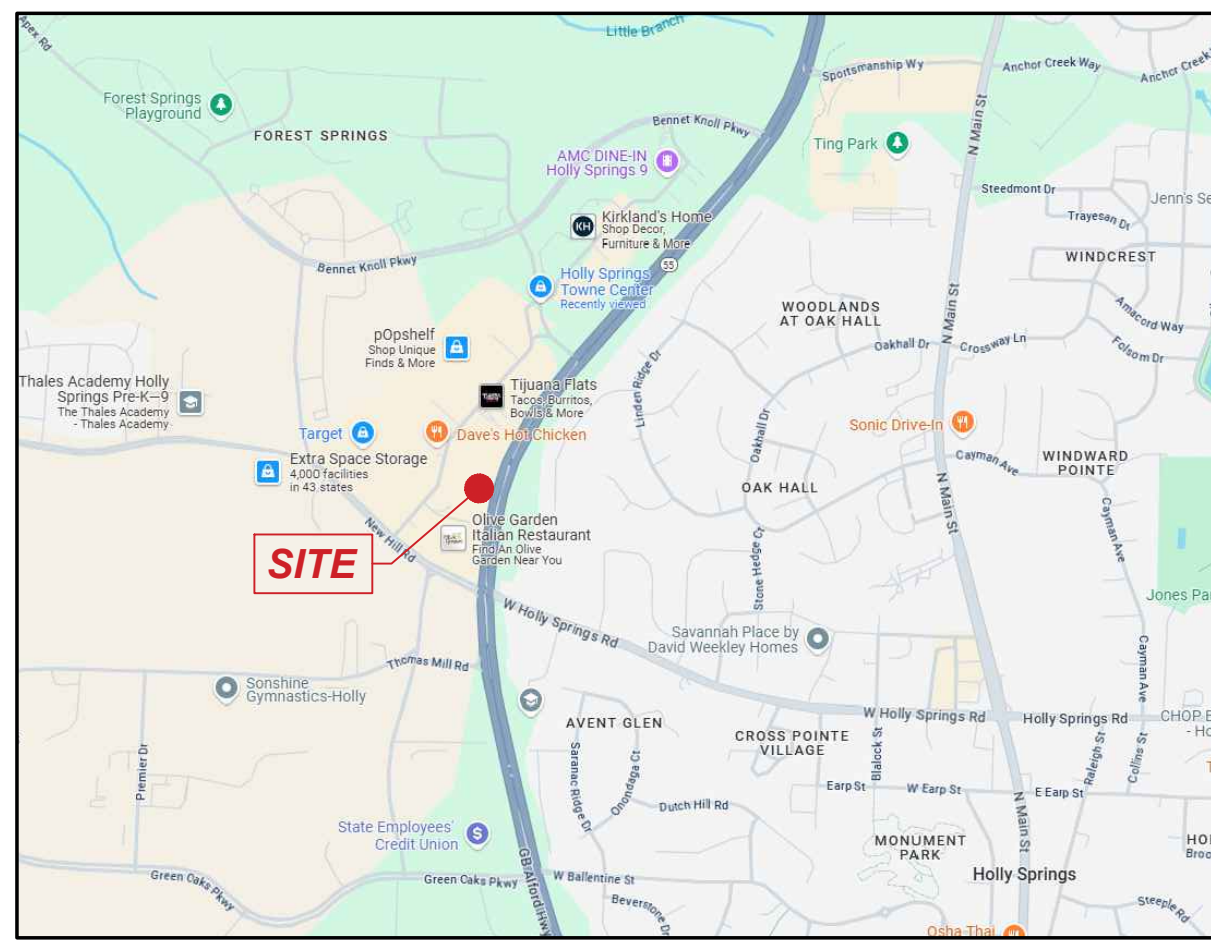 Apex Rd
Little Branch
Sportsmanship Wy
Anchor Creek Way
Anchor Creek
Forest Springs
Playground
FOREST SPRINGS
Bennet Knoll Pkwy
N Main St
Ting Park
AMC DINE-IN
Holly Springs 9
Steedmont Dr
Jenn's Se
Kirkland's Home
Shop Decor,
Furniture & More
KH
Trayesan Dr
Bennet Knoll Pkwy
55
WINDCREST
Holly Springs
Towne Center
Recently viewed
WOODLANDS
AT OAK HALL
N Main St
Amacord Way
pOpshelf
Shop Unique
Finds & More
Oakhall Dr
Crossway Ln
Folsom Dr
Thales Academy Holly
Springs Pre-K—9
The Thales Academy
- Thales Academy
Tijuana Flats
Tacos, Burritos,
Bowls & More
Linden Ridge Dr
Oakhall Dr
Target
Dave's Hot Chicken
Sonic Drive-In
Extra Space Storage
4,000 facilities
in 43 states
Cayman Ave
WINDWARD
POINTE
OAK HALL
N Main St
Cayman Ave
New Hill Rd
Olive Garden
Italian Restaurant
Find An Olive
Garden Near You
SITE
Stone Hedge Ct
Jones Pa
W Holly Springs Rd
Savannah Place by
David Weekley Homes
Cayman Ave
Thomas Mill Rd
Sonshine
Gymnastics-Holly
W Holly Springs Rd
Holly Springs Rd
CHOP E
- Ho
AVENT GLEN
CROSS POINTE
VILLAGE
Blalock St
Raleigh St
Collins St
T
Premier Dr
Saranac Ridge Dr
Onondaga Ct
Earp St
W Earp St
E Earp St
Dutch Hill Rd
N Main St
State Employees'
Credit Union
MONUMENT
PARK
HO
Broo
Holly Springs
Green Oaks Pkwy
Green Oaks Pkwy
GB Alford Hwy
W Ballentine St
Beverstone Dr
Steeple Rd
Osha Thai